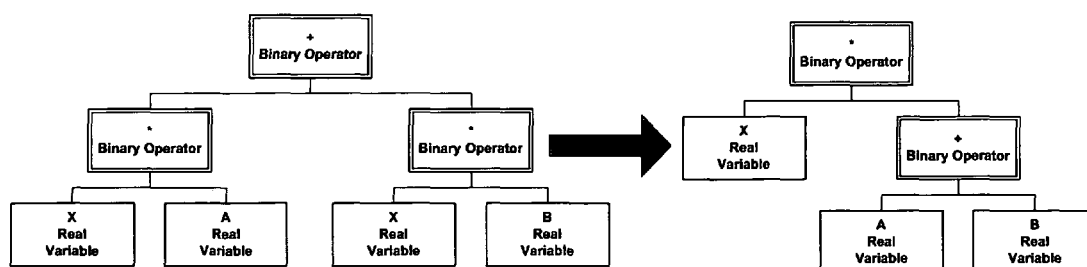 +
Binary Operator
*
Binary Operator
*
Binary Operator
X
Real
Variable
A
Real
Variable
X
Real
Variable
B
Real
Variable
*
Binary Operator
X
Real
Variable
+
Binary Operator
A
Real
Variable
B
Real
Variable